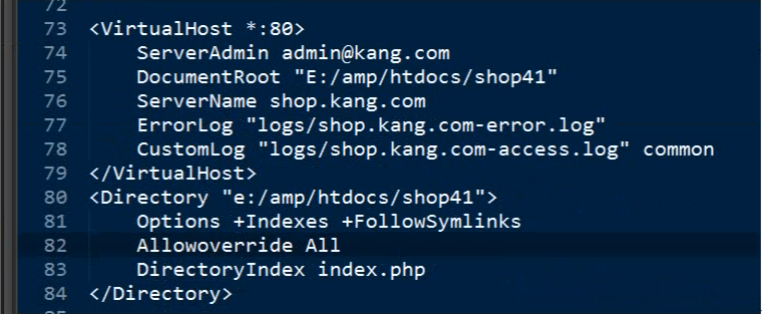 72
73 <VirtualHost *:80>
74     ServerAdmin admin@kang.com
75     DocumentRoot "E:/amp/htdocs/shop41"
76     ServerName shop.kang.com
77     ErrorLog "logs/shop.kang.com-error.log"
78     CustomLog "logs/shop.kang.com-access.log" common
79 </VirtualHost>
80 <Directory "e:/amp/htdocs/shop41">
81     Options +Indexes +FollowSymlinks
82     Allowoverride All
83     DirectoryIndex index.php
84 </Directory>